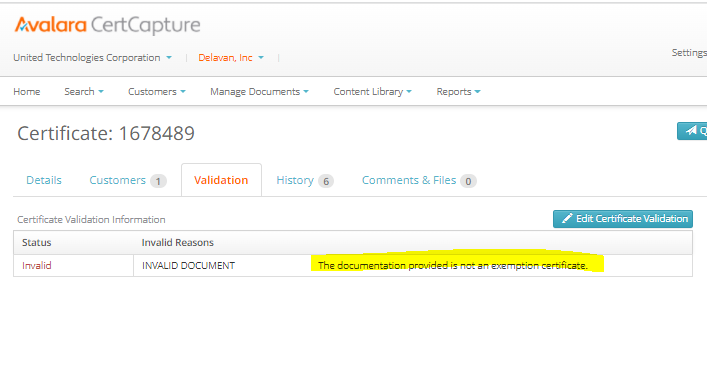 Avalara CertCapture
United Technologies Corporation Delavan, Inc
Settings
Home Search Customers Manage Documents Content Library Reports
Certificate: 1678489
Details Customers 1 Validation History 6 Comments & Files 0
Certificate Validation Information Edit Certificate Validation
Status Invalid Reasons
Invalid INVALID DOCUMENT The documentation provided is not an exemption certificate.